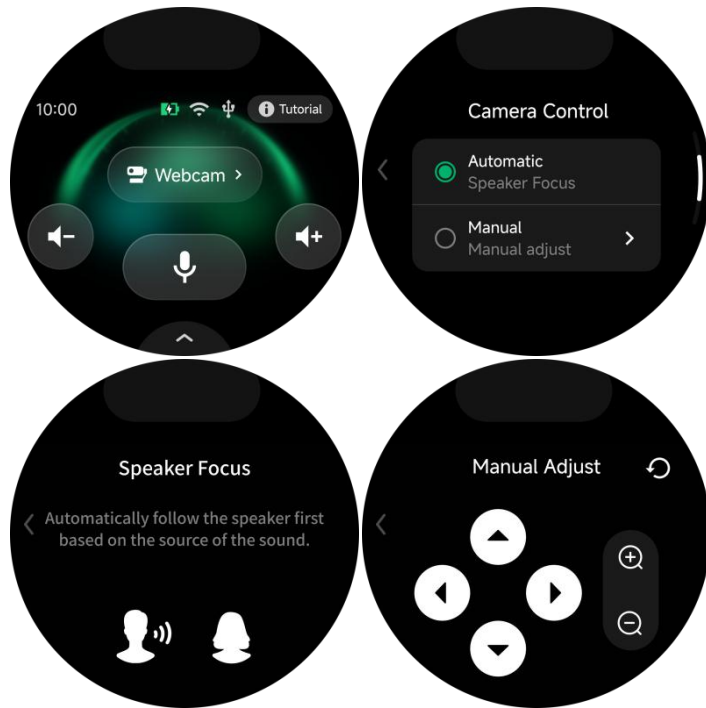 10:00
Tutorial
Webcam
Camera Control
Automatic
Speaker Focus
Manual
Manual adjust
Speaker Focus
Automatically follow the speaker first
based on the source of the sound.
Manual Adjust